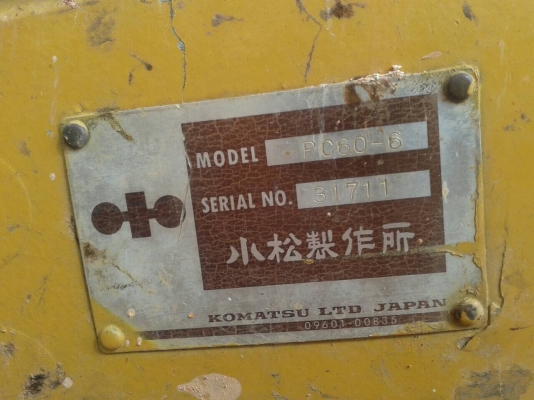 MODEL PC60-6
SERIAL NO. 31711
小松製作所
KOMATSU LTD JAPAN
09601-00835